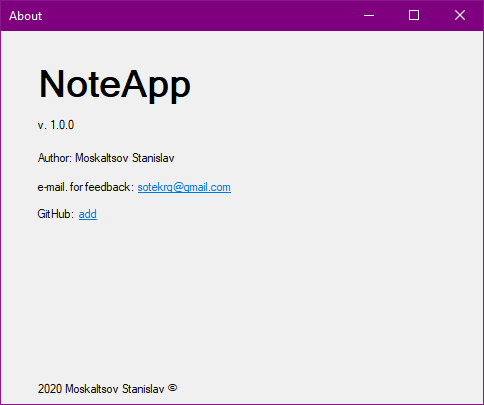 About
NoteApp
v. 1.0.0
Author: Moskaltsov Stanislav
e-mail. for feedback: sotekrg@gmail.com
GitHub: add
2020 Moskaltsov Stanislav ©